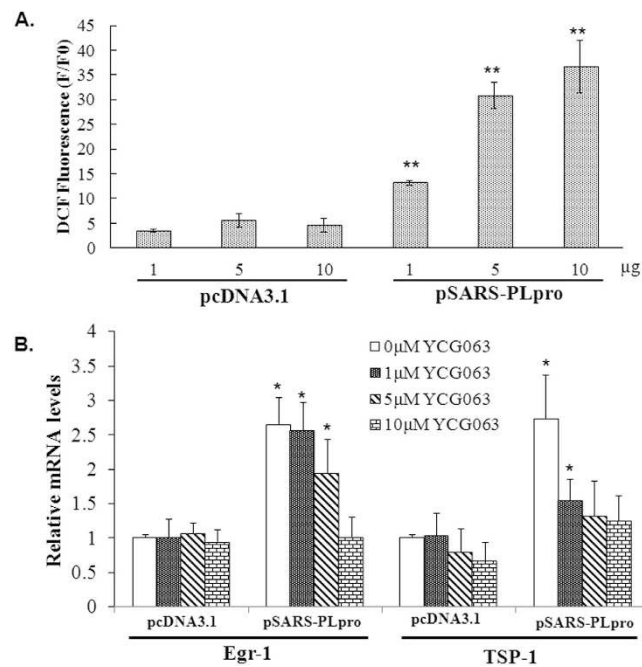 A.
DCF Fluorescence (F/F0)
45
40
35
30
25
20
15
10
5
0
** ** **
1 5 10 1 5 10 µg
pcDNA3.1 pSARS-PLpro
B.
Relative mRNA levels
4
3.5
3
2.5
2
1.5
1
0.5
0
0µM YCG063
1µM YCG063
5µM YCG063
10µM YCG063
* * * * *
pcDNA3.1 pSARS-PLpro pcDNA3.1 pSARS-PLpro
Egr-1 TSP-1